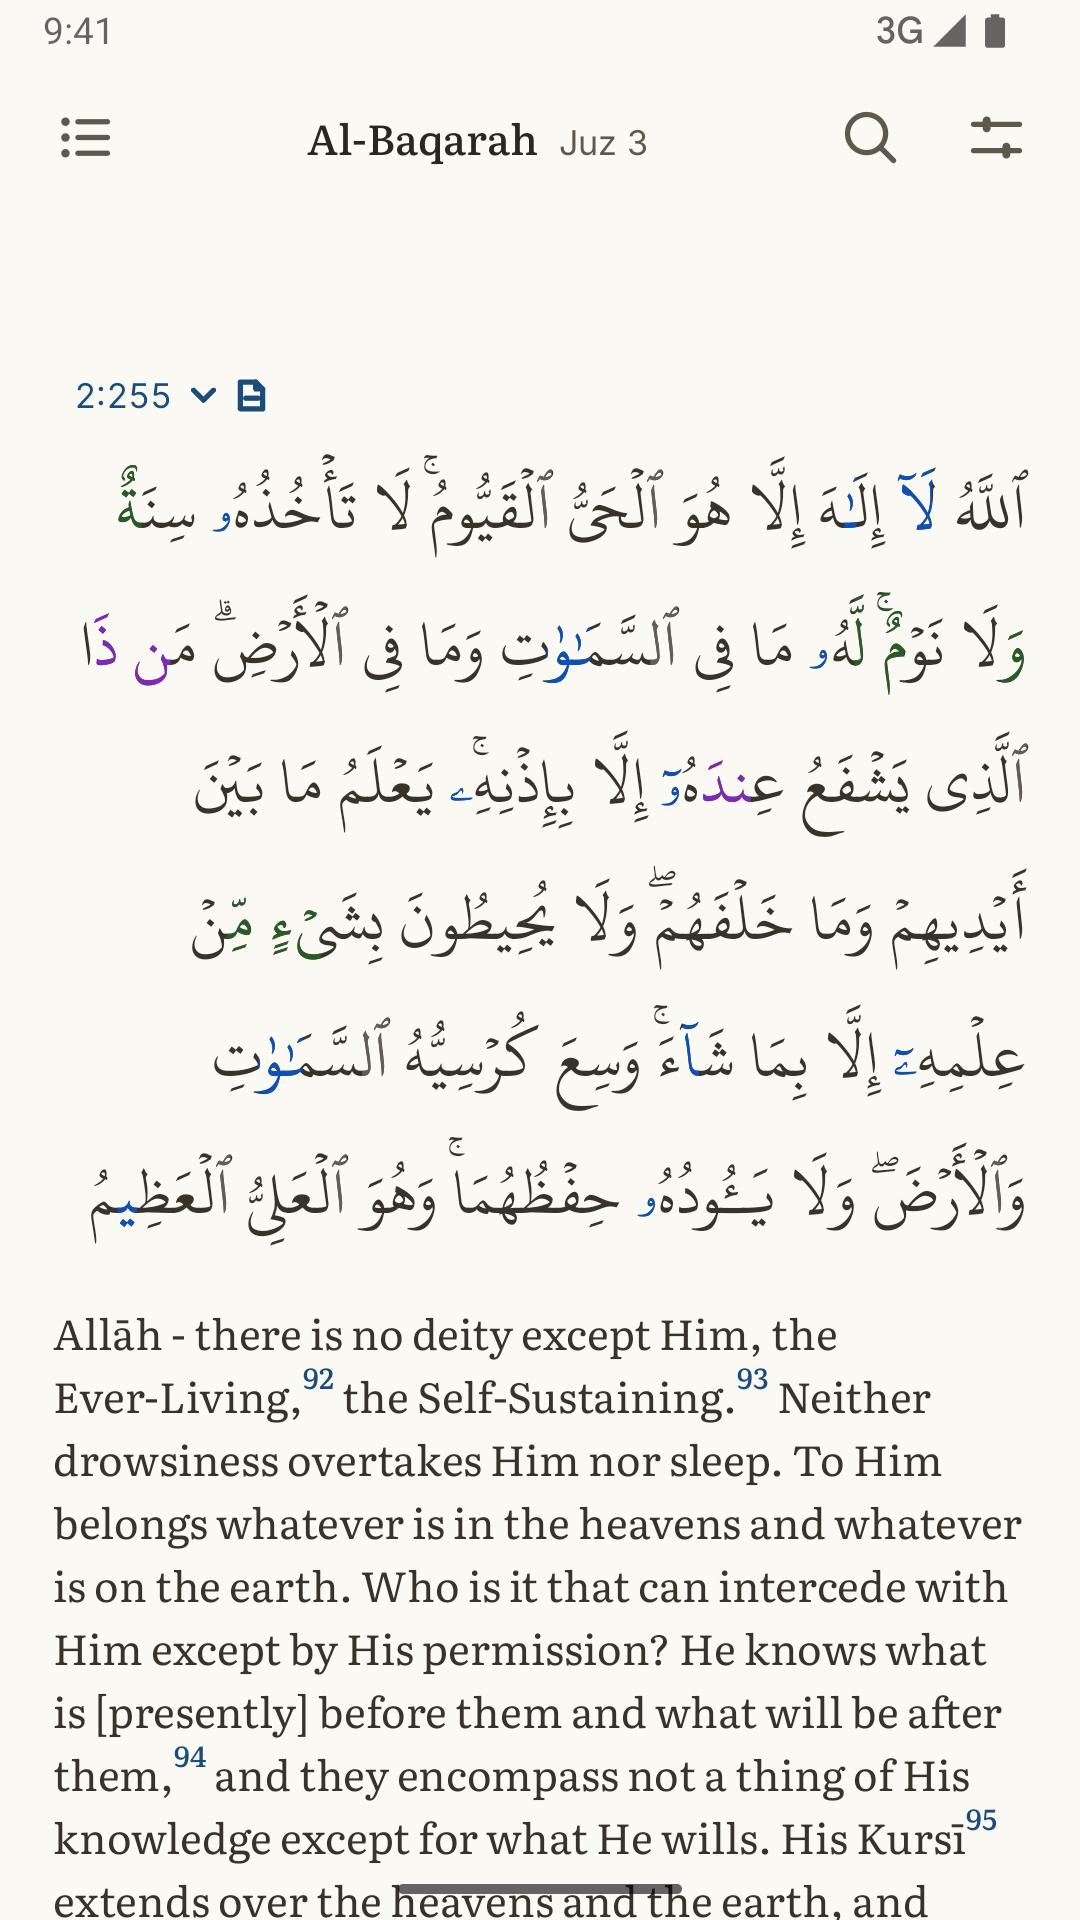 9:41
3G
Al-Baqarah Juz 3
2:255
ٱللَّهُ لَآ إِلَـٰهَ إِلَّا هُوَ ٱلۡحَىُّ ٱلۡقَيُّومُۚ لَا تَأۡخُذُهُۥ سِنَةٌ
وَلَا نَوۡمٌۚ لَّهُۥ مَا فِى ٱلسَّمَـٰوَٰتِ وَمَا فِى ٱلۡأَرۡضِۗ مَن ذَا
ٱلَّذِى يَشۡفَعُ عِندَهُۥٓ إِلَّا بِإِذۡنِهِۦۚ يَعۡلَمُ مَا بَيۡنَ
أَيۡدِيهِمۡ وَمَا خَلۡفَهُمۡۖ وَلَا يُحِيطُونَ بِشَىۡءٍ مِّنۡ
عِلۡمِهِۦٓ إِلَّا بِمَا شَآءَۚ وَسِعَ كُرۡسِيُّهُ ٱلسَّمَـٰوَٰتِ
وَٱلۡأَرۡضَۖ وَلَا يَـُٔودُهُۥ حِفۡظُهُمَاۚ وَهُوَ ٱلۡعَلِىُّ ٱلۡعَظِيمُ
Allāh - there is no deity except Him, the
Ever-Living,92 the Self-Sustaining.93 Neither
drowsiness overtakes Him nor sleep. To Him
belongs whatever is in the heavens and whatever
is on the earth. Who is it that can intercede with
Him except by His permission? He knows what
is [presently] before them and what will be after
them,94 and they encompass not a thing of His
knowledge except for what He wills. His Kursī95
extends over the heavens and the earth, and